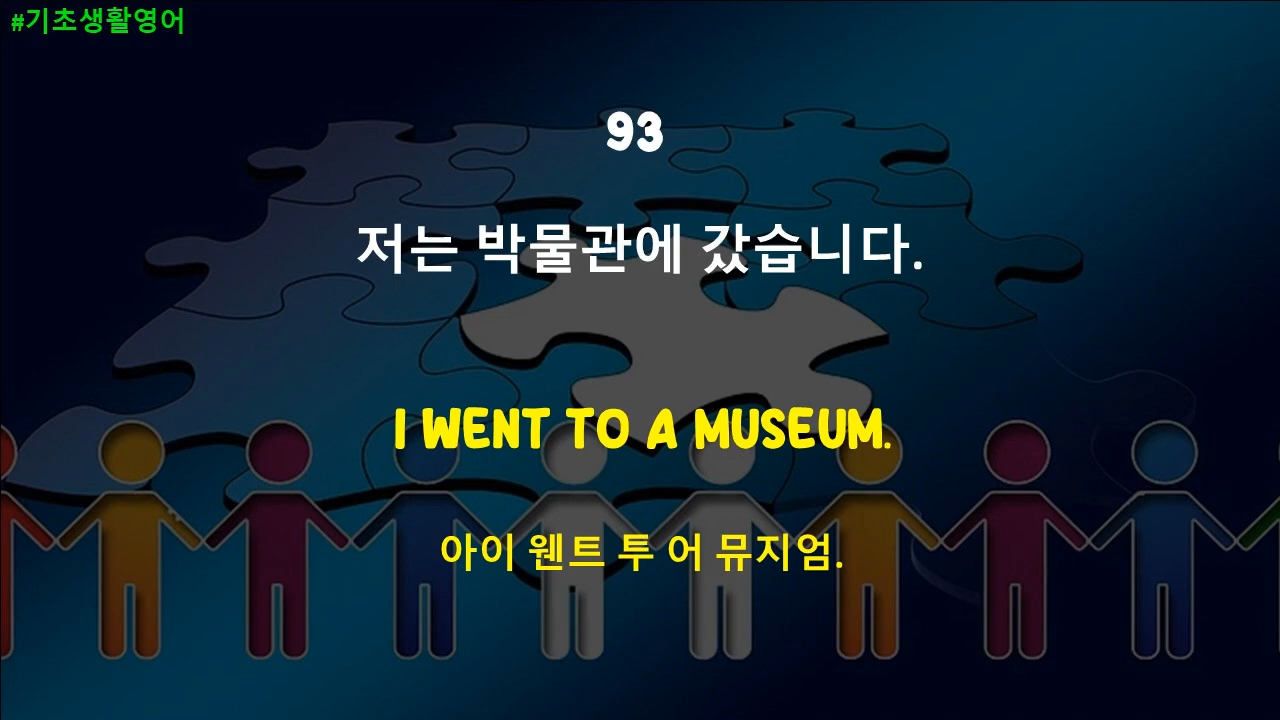 #기초생활영어
93
저는 박물관에 갔습니다.
I WENT TO A MUSEUM.
아이 웬트 투 어 뮤지엄.